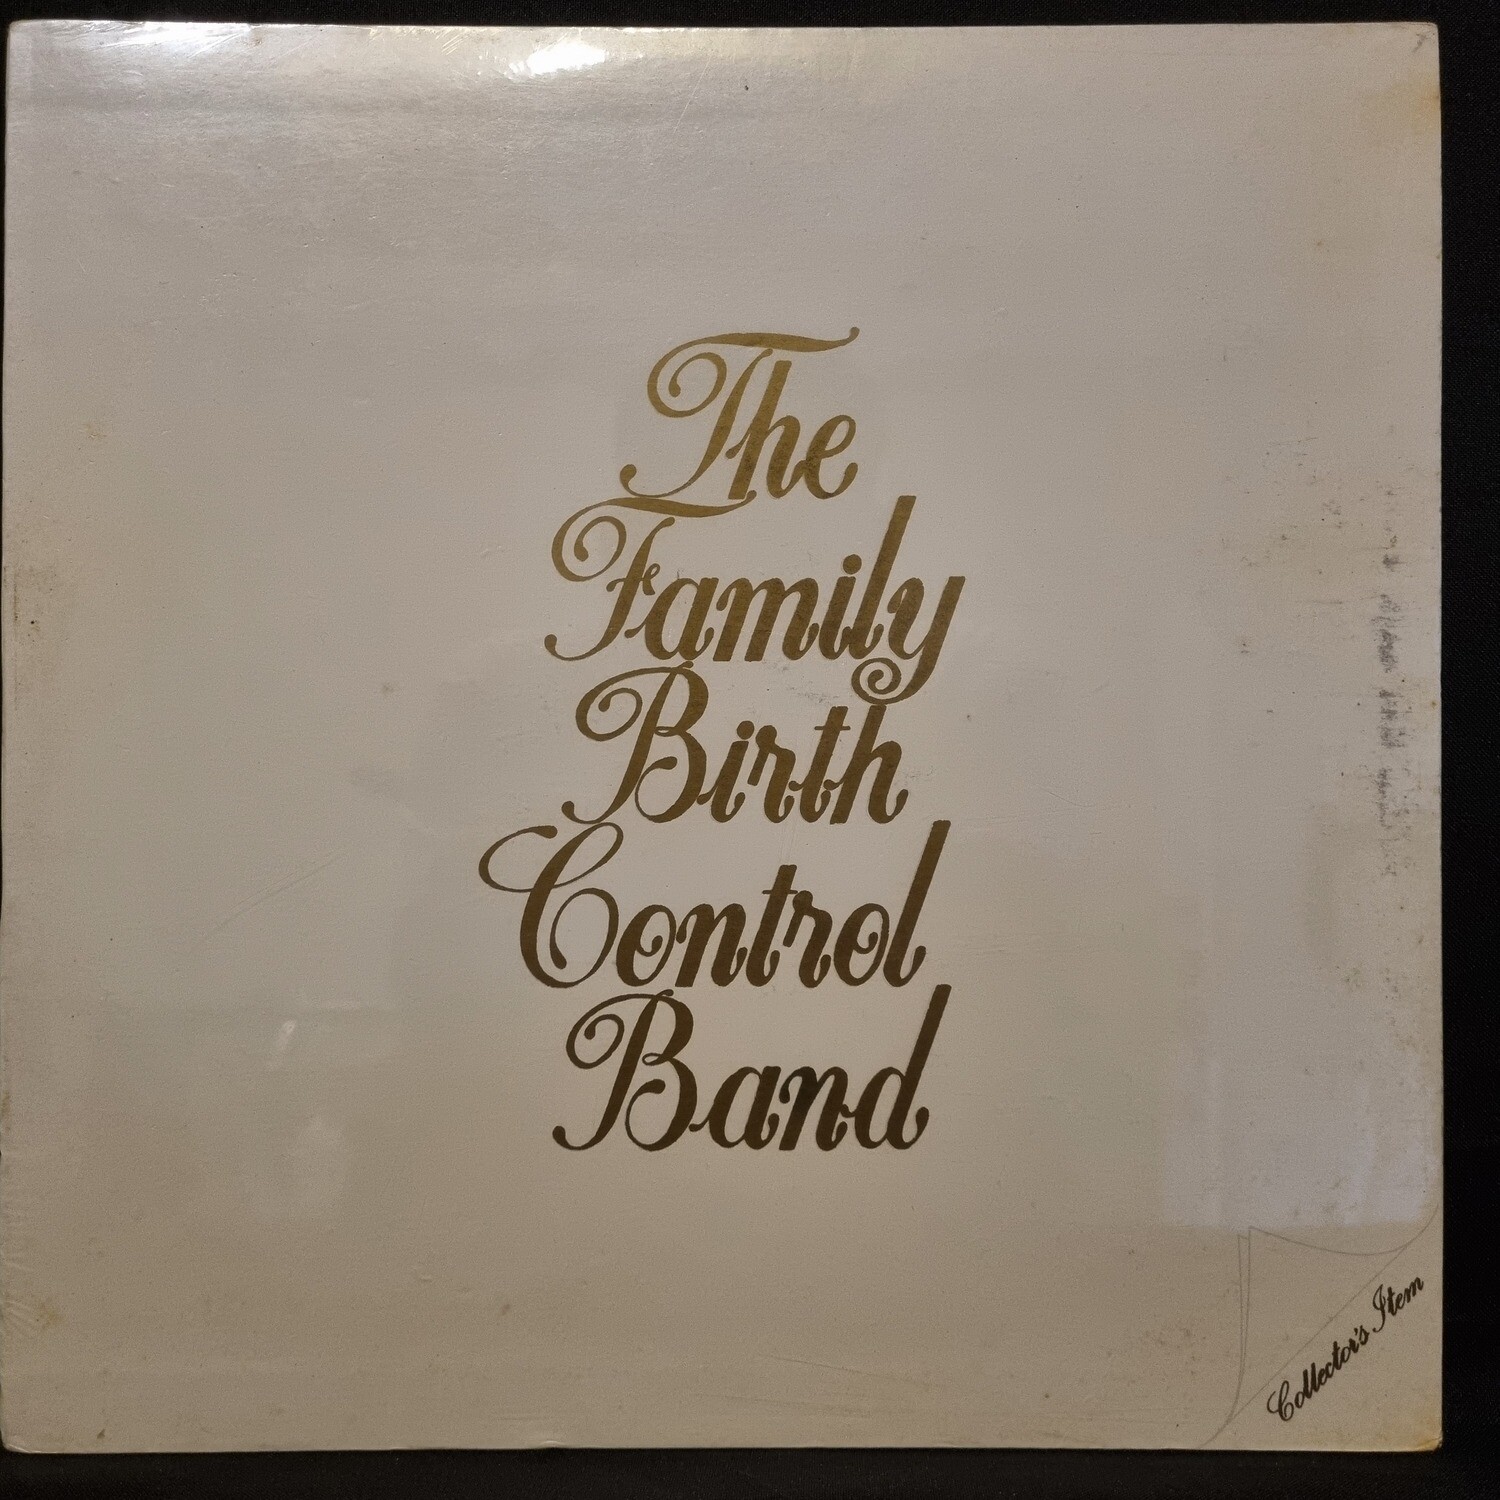 The
Family
Birth
Control
Band
Collector's Item